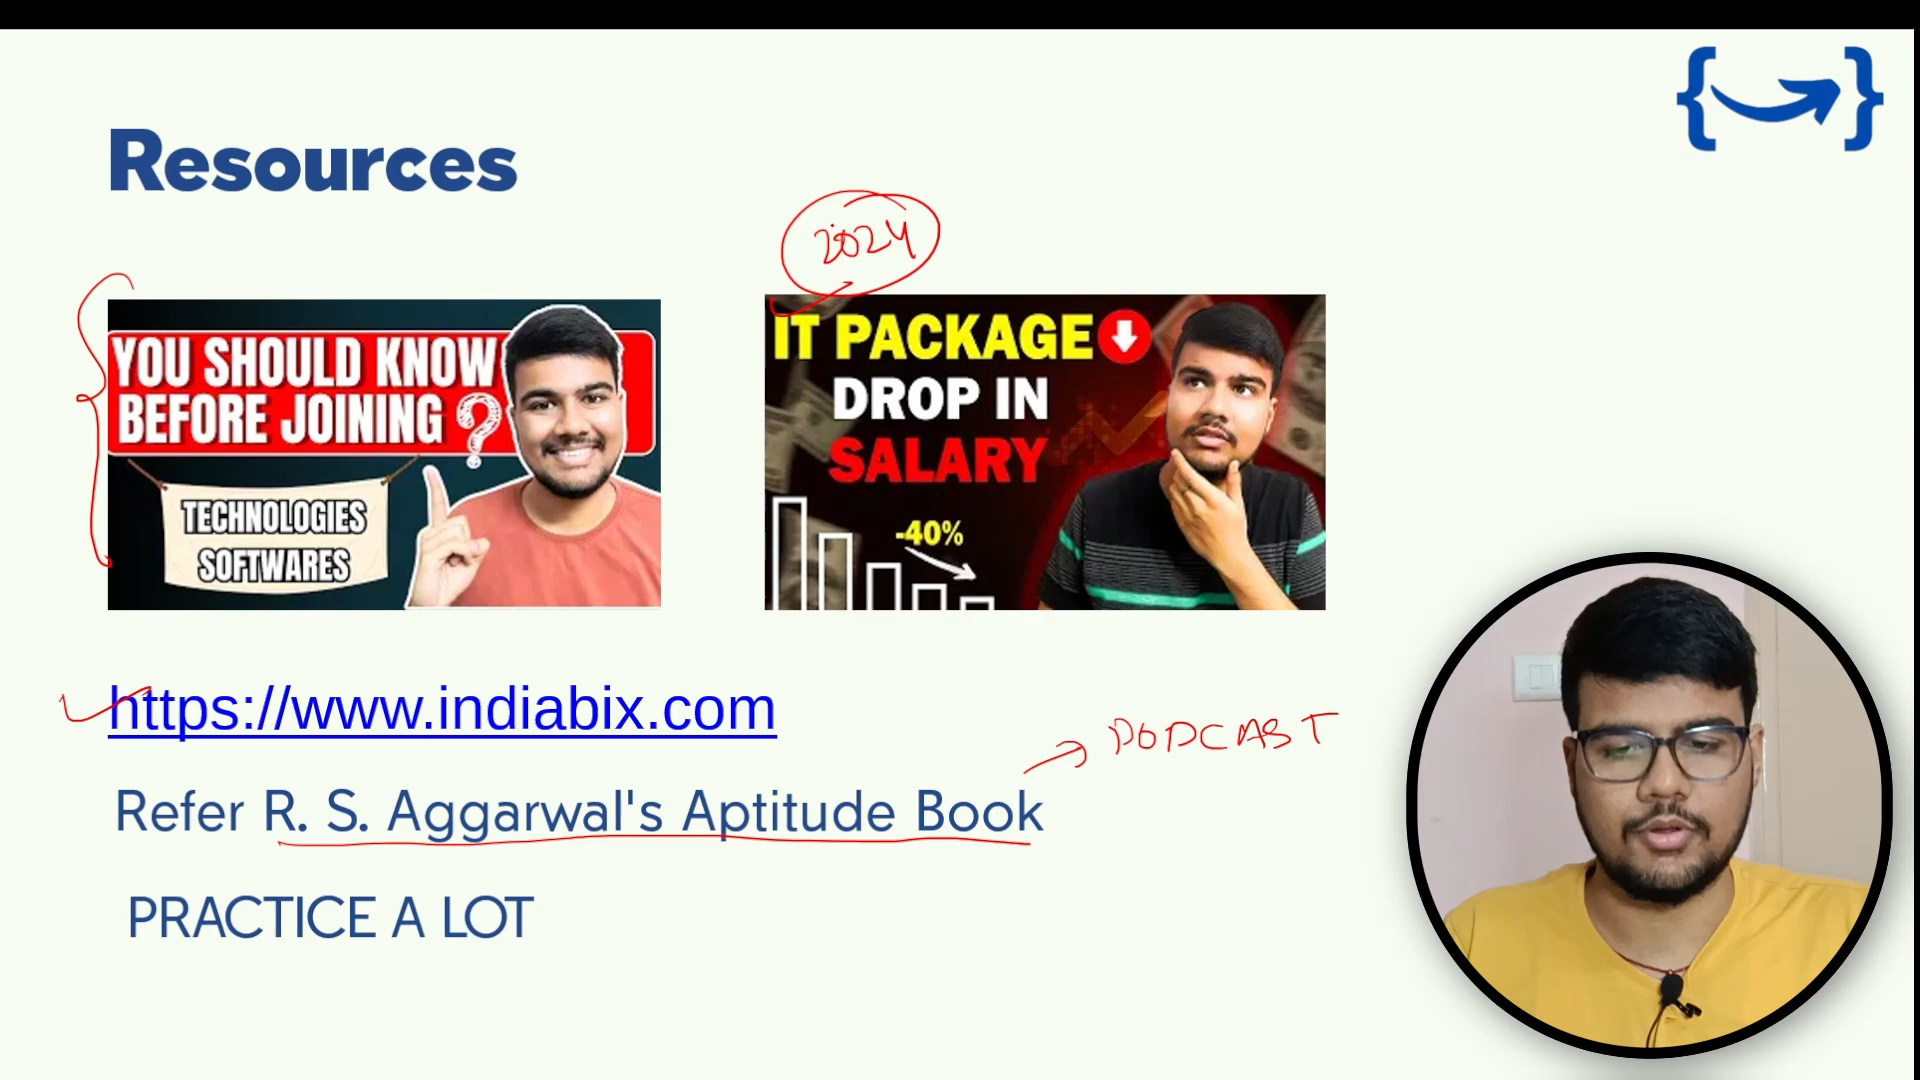 Resources
2024
YOU SHOULD KNOW
BEFORE JOINING ?
TECHNOLOGIES
SOFTWARES
IT PACKAGE
DROP IN
SALARY
-40%
https://www.indiabix.com
PODCAST
Refer R. S. Aggarwal's Aptitude Book
PRACTICE A LOT